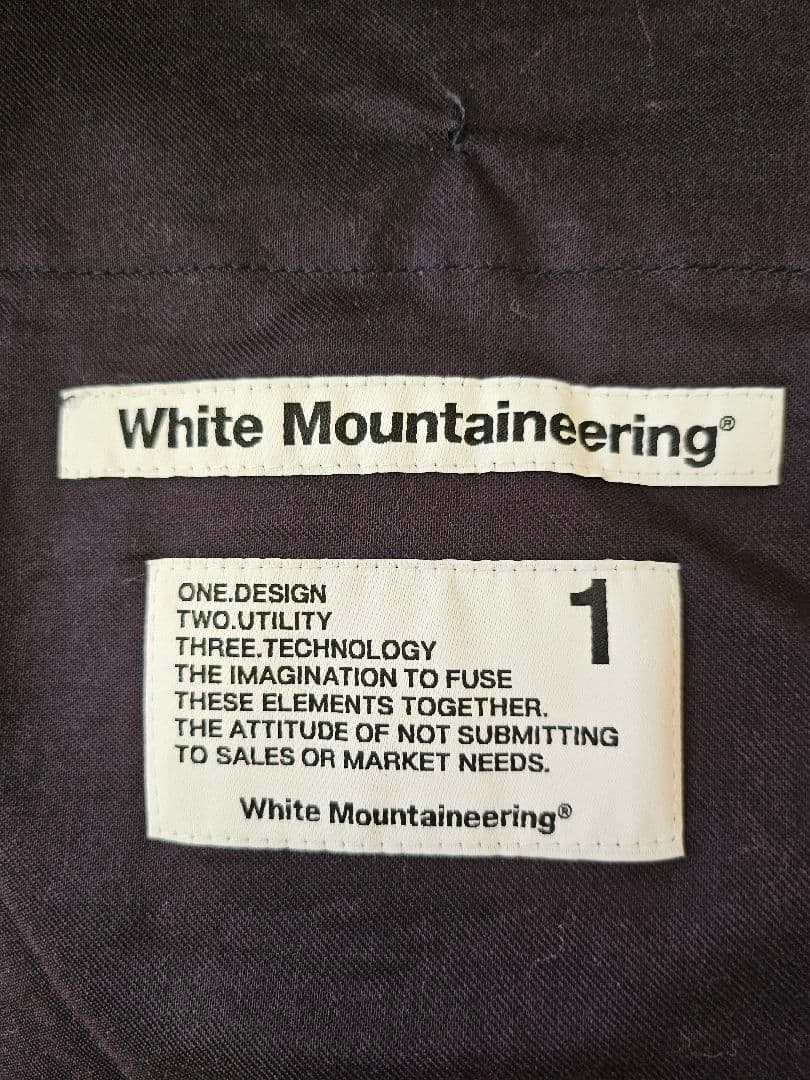 White Mountaineering®
1
ONE.DESIGN
TWO.UTILITY
THREE.TECHNOLOGY
THE IMAGINATION TO FUSE
THESE ELEMENTS TOGETHER.
THE ATTITUDE OF NOT SUBMITTING
TO SALES OR MARKET NEEDS.
White Mountaineering®